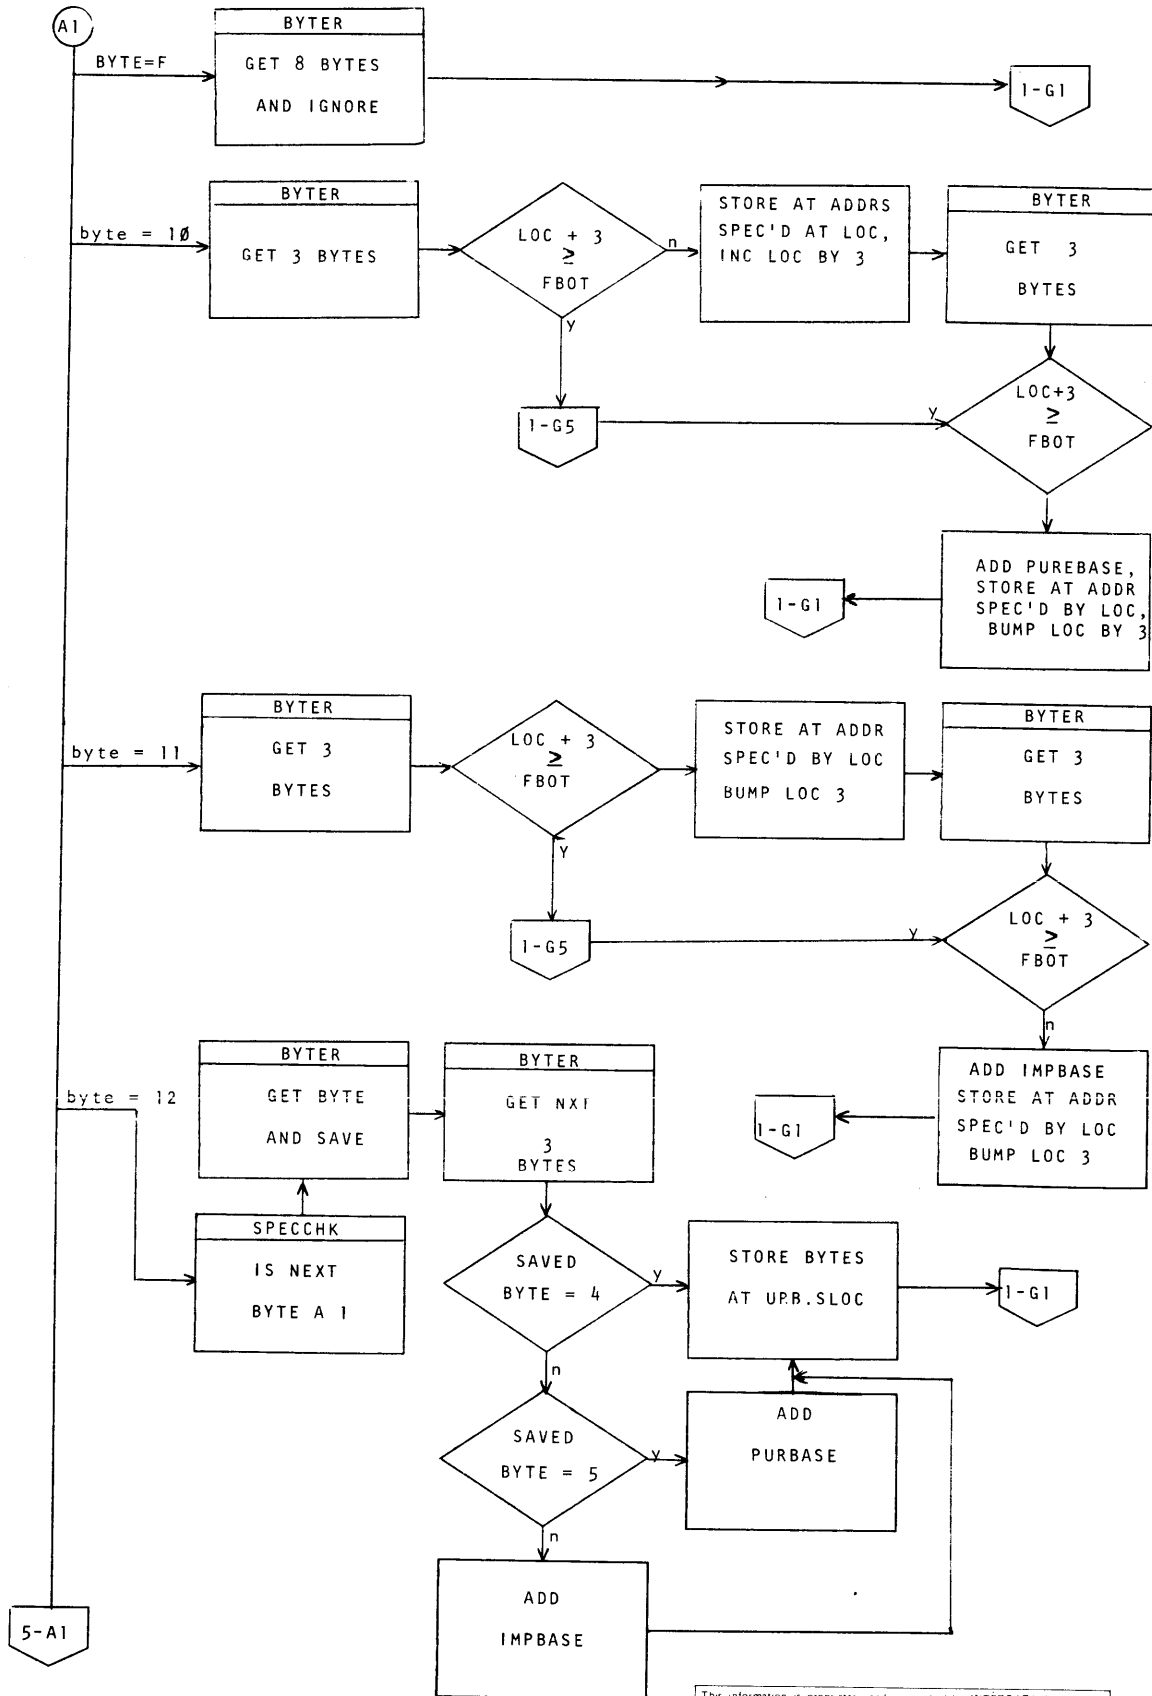 A1
BYTER
BYTE=F
GET 8 BYTES
AND IGNORE
1-G1
BYTER
byte = 10
GET 3 BYTES
LOC + 3
≥
FBOT
n
y
STORE AT ADDRS
SPEC'D AT LOC,
INC LOC BY 3
BYTER
GET 3
BYTES
1-G5
y
LOC+3
≥
FBOT
ADD PUREBASE,
STORE AT ADDR
SPEC'D BY LOC,
BUMP LOC BY 3
1-G1
byte = 11
BYTER
GET 3
BYTES
LOC + 3
≥
FBOT
Y
STORE AT ADDR
SPEC'D BY LOC
BUMP LOC 3
BYTER
GET 3
BYTES
1-G5
y
LOC + 3
≥
FBOT
n
ADD IMPBASE
STORE AT ADDR
SPEC'D BY LOC
BUMP LOC 3
1-G1
byte = 12
BYTER
GET BYTE
AND SAVE
BYTER
GET NXT
3
BYTES
SPECCHK
IS NEXT
BYTE A 1
SAVED
BYTE = 4
y
n
STORE BYTES
AT URB.SLOC
1-G1
SAVED
BYTE = 5
y
n
ADD
PURBASE
ADD
IMPBASE
5-A1
This information is